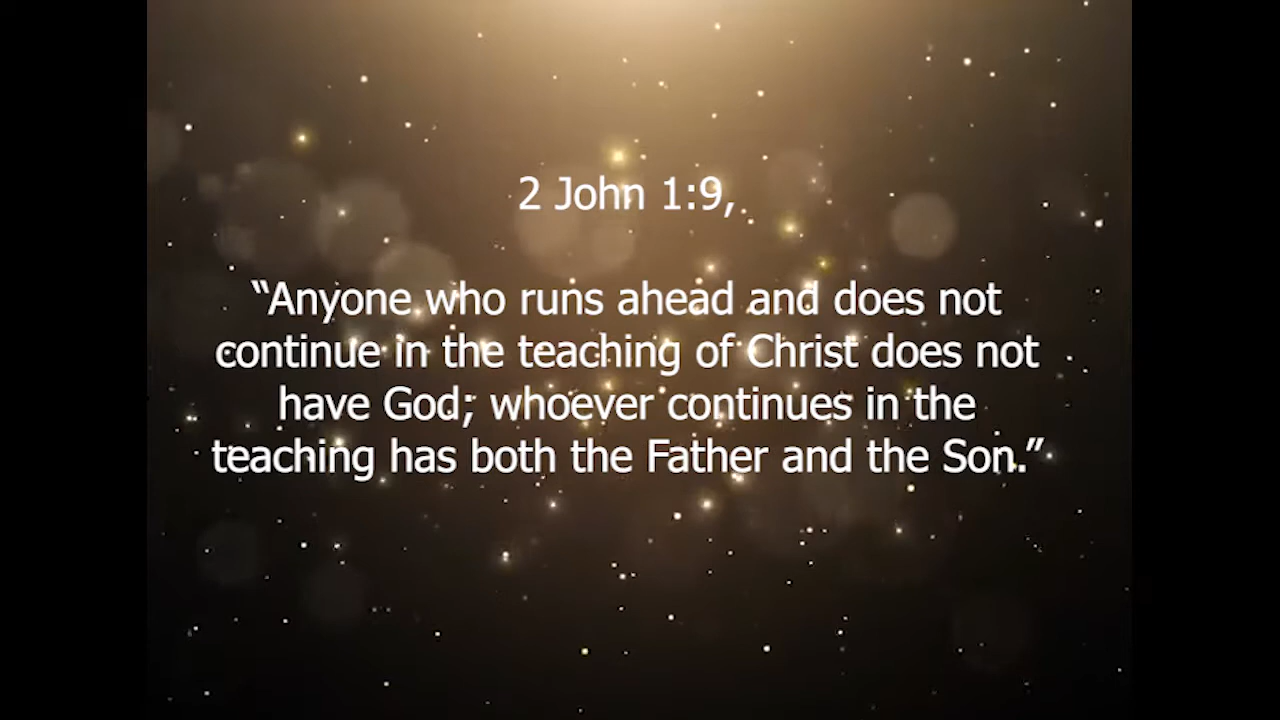 2 John 1:9,
“Anyone who runs ahead and does not
continue in the teaching of Christ does not
have God; whoever continues in the
teaching has both the Father and the Son.”